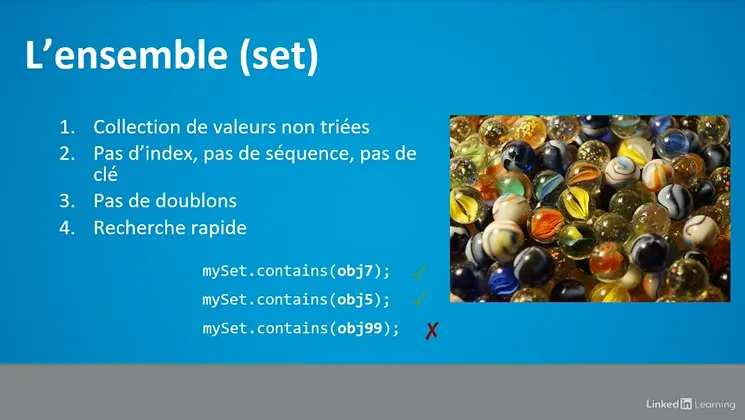 L’ensemble (set)
1. Collection de valeurs non triées
2. Pas d’index, pas de séquence, pas de
clé
3. Pas de doublons
4. Recherche rapide
mySet.contains(obj7); ✓
mySet.contains(obj5); ✓
mySet.contains(obj99); ✗
Linked in Learning